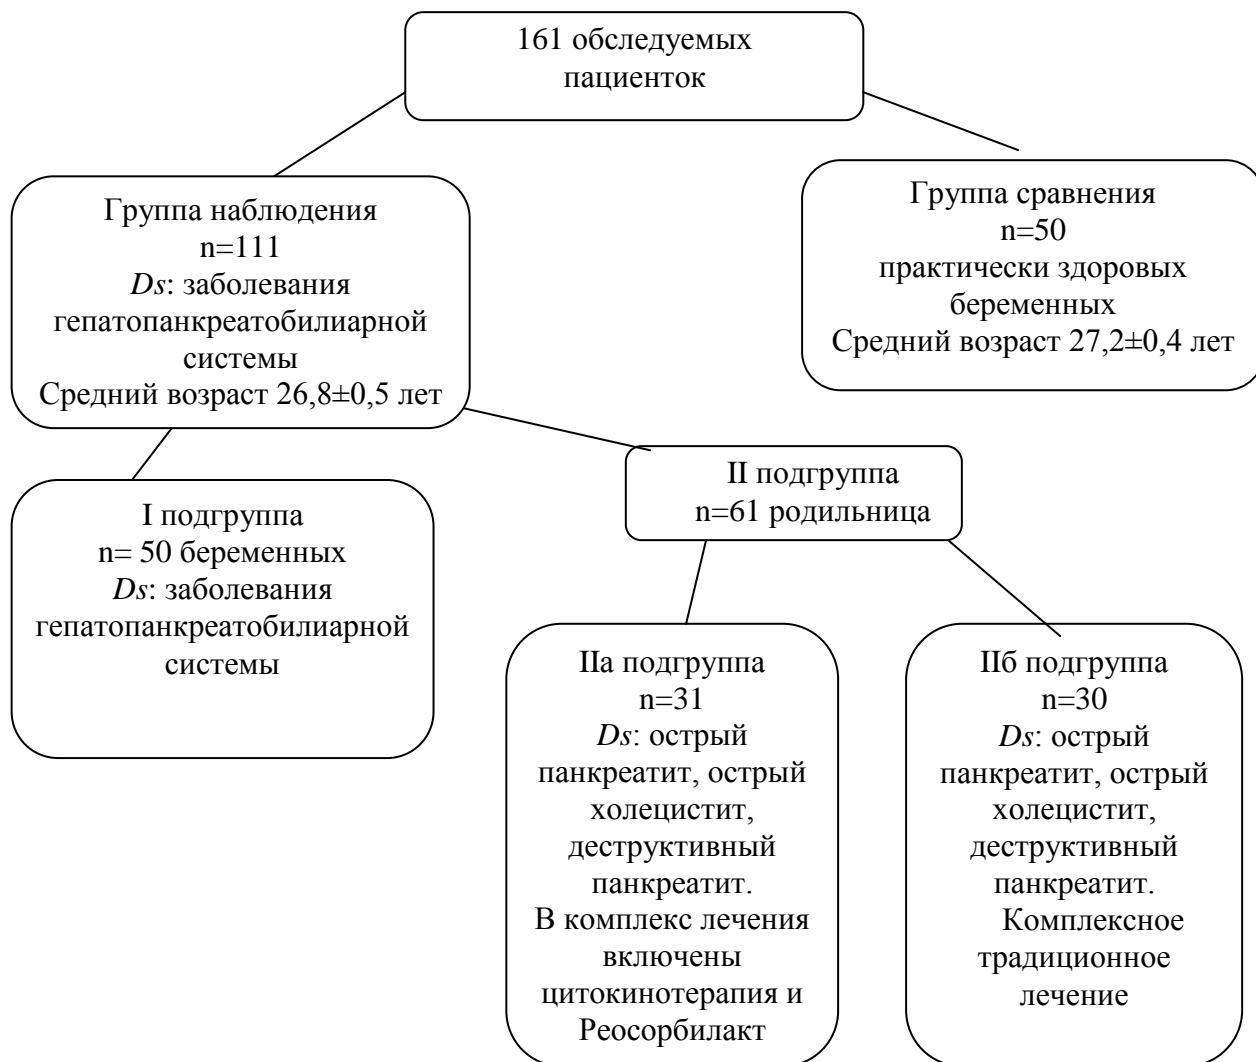 161 обследуемых
пациенток
Группа наблюдения
n=111
Ds: заболевания
гепатопанкреатобилиарной
системы
Средний возраст 26,8±0,5 лет
Группа сравнения
n=50
практически здоровых
беременных
Средний возраст 27,2±0,4 лет
I подгруппа
n= 50 беременных
Ds: заболевания
гепатопанкреатобилиарной
системы
II подгруппа
n=61 родильница
IIа подгруппа
n=31
Ds: острый
панкреатит, острый
холецистит,
деструктивный
панкреатит.
В комплекс лечения
включены
цитокинотерапия и
Реосорбилакт
IIб подгруппа
n=30
Ds: острый
панкреатит, острый
холецистит,
деструктивный
панкреатит.
Комплексное
традиционное
лечение